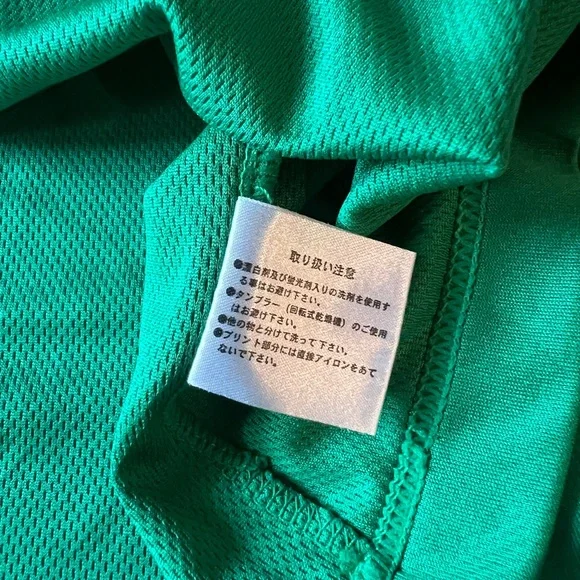 取り扱い注意
●漂白剤及び蛍光剤入りの洗剤を使用す
る事はお避け下さい。
●タンブラー（回転式乾燥機）のご使用
はお避け下さい。
●他の物と分けて洗って下さい。
●プリント部分には直接アイロンをあて
ないで下さい。